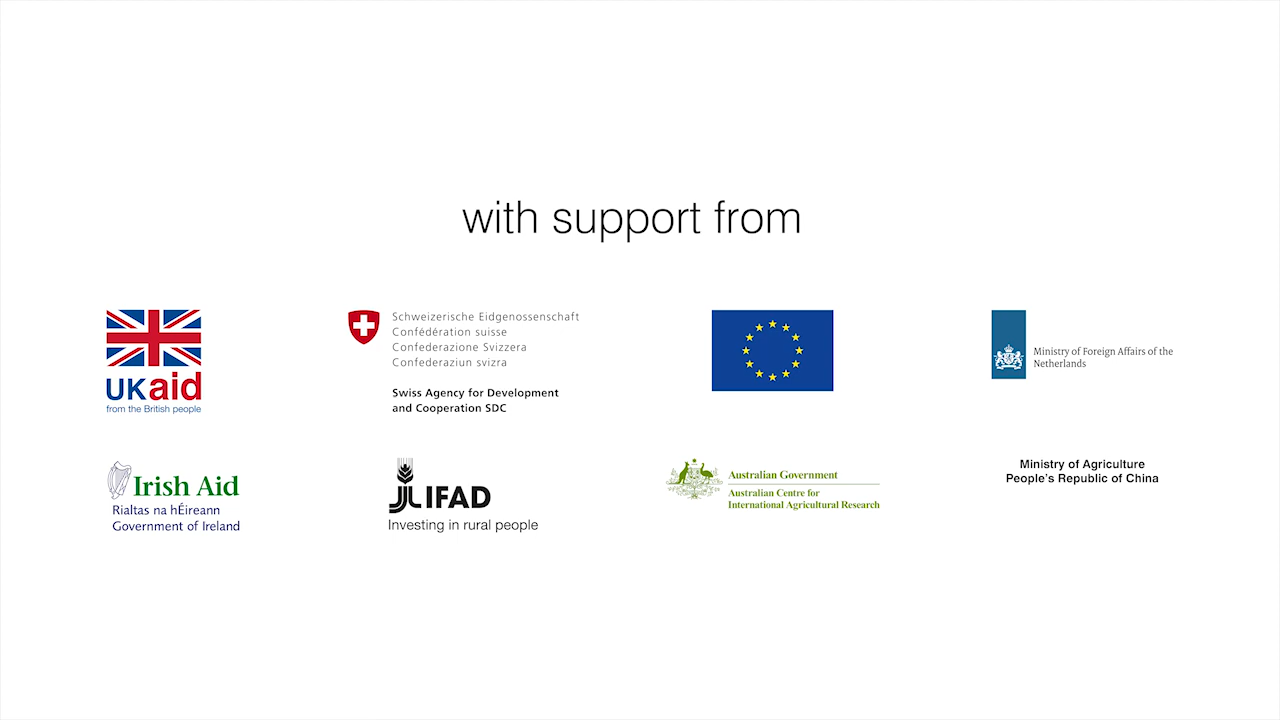 with support from
UKaid
from the British people
Schweizerische Eidgenossenschaft
Confédération suisse
Confederazione Svizzera
Confederaziun svizra
Swiss Agency for Development
and Cooperation SDC
Ministry of Foreign Affairs of the
Netherlands
Irish Aid
Rialtas na hÉireann
Government of Ireland
IFAD
Investing in rural people
Australian Government
Australian Centre for
International Agricultural Research
Ministry of Agriculture
People's Republic of China